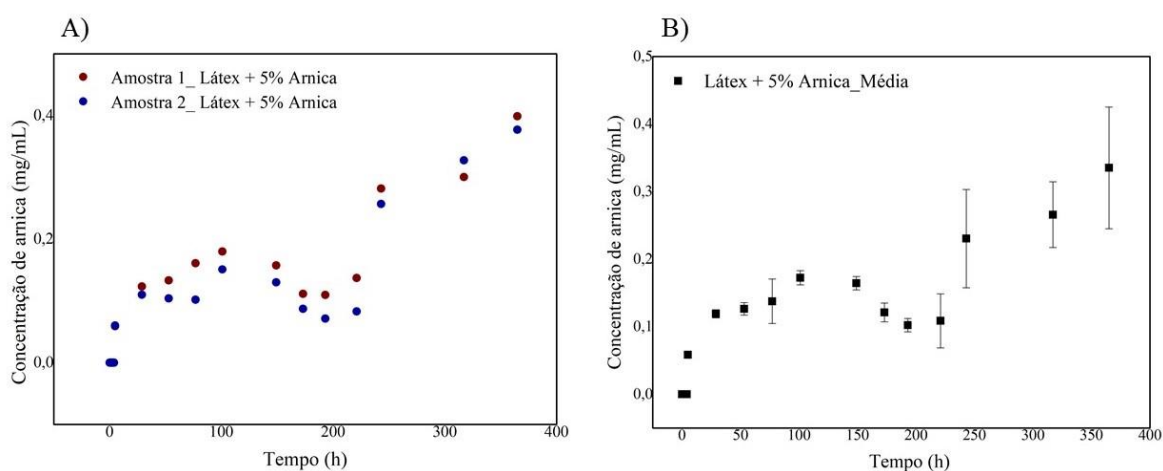 A)
Amostra 1_ Látex + 5% Arnica
Amostra 2_ Látex + 5% Arnica
Concentração de arnica (mg/mL)
0,4
0,2
0,0
0 100 200 300 400
Tempo (h)
B)
Látex + 5% Arnica_Média
Concentração de arnica (mg/mL)
0,5
0,4
0,3
0,2
0,1
0,0
0 50 100 150 200 250 300 350 400
Tempo (h)